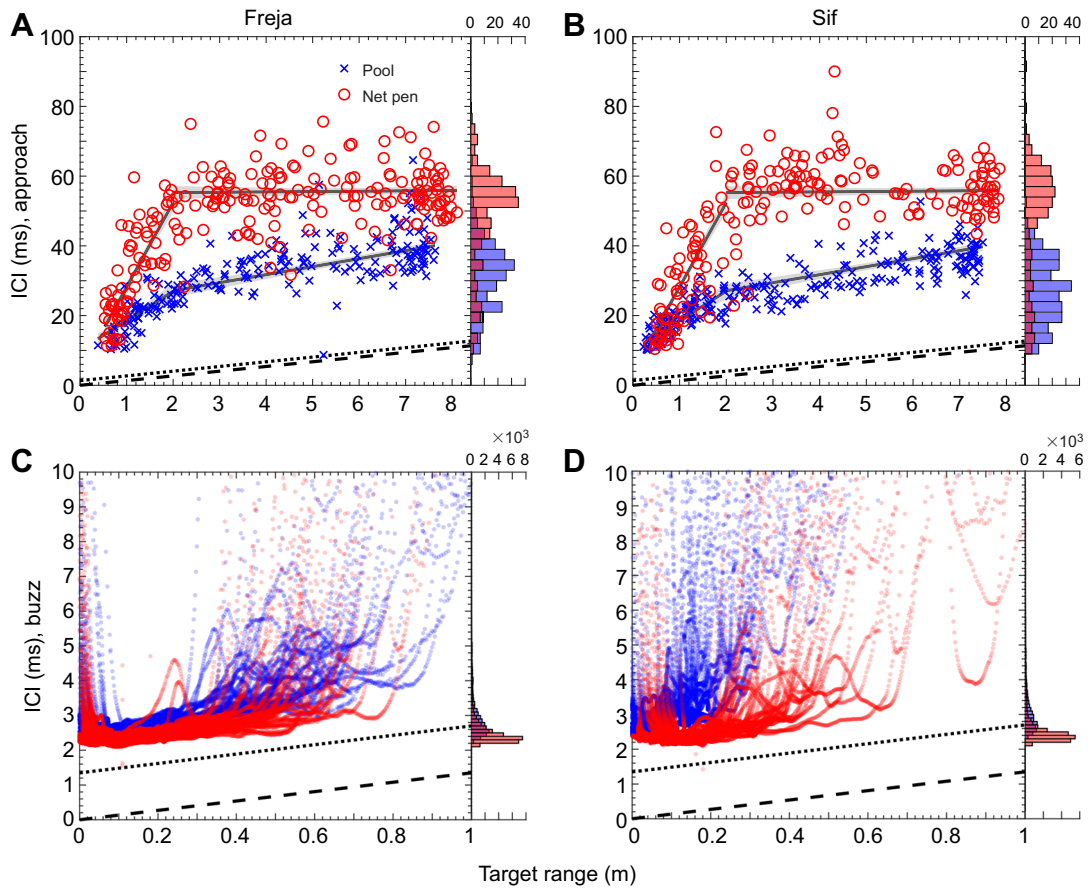 Freja
Sif
A
B
0 20 40
0 20 40
100
80
60
40
20
0
ICI (ms), approach
Pool
Net pen
0 1 2 3 4 5 6 7 8
100
80
60
40
20
0
0 1 2 3 4 5 6 7 8
C
D
×10³
0 2 4 6 8
×10³
0 2 4 6
10
9
8
7
6
5
4
3
2
1
0
ICI (ms), buzz
0 0.2 0.4 0.6 0.8 1
10
9
8
7
6
5
4
3
2
1
0
0 0.2 0.4 0.6 0.8 1
Target range (m)